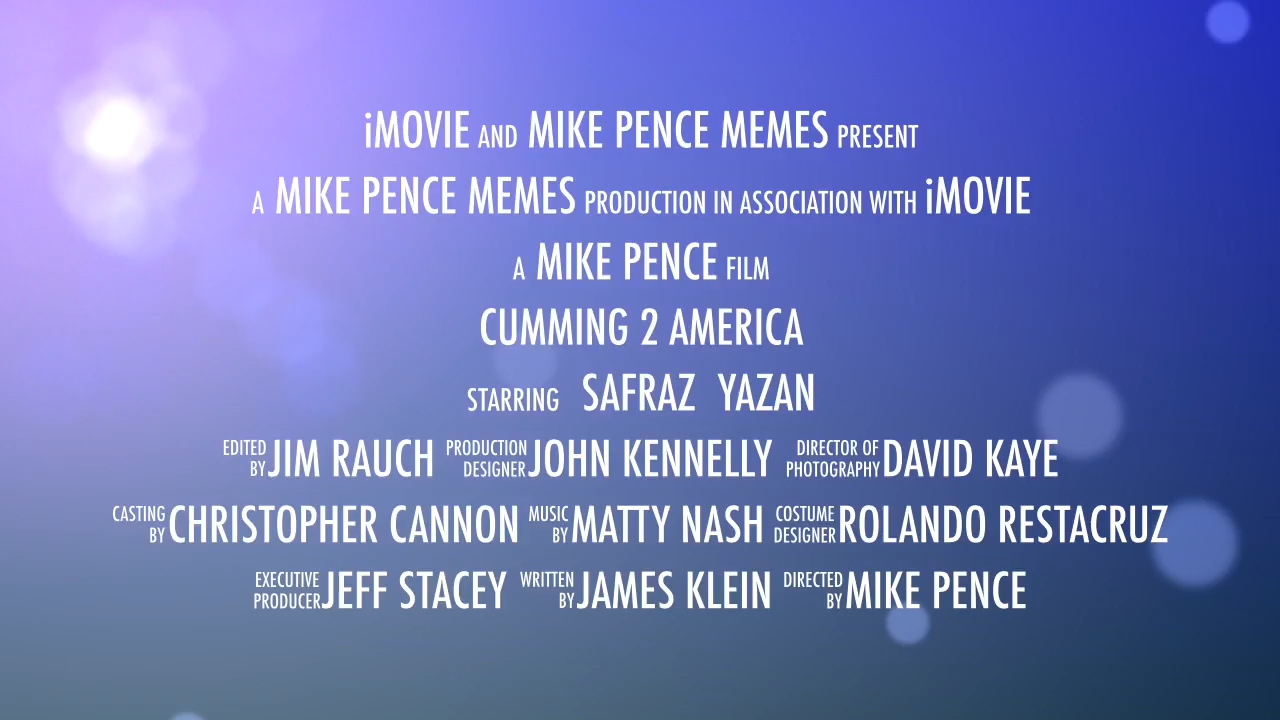 iMOVIE AND MIKE PENCE MEMES PRESENT
A MIKE PENCE MEMES PRODUCTION IN ASSOCIATION WITH iMOVIE
A MIKE PENCE FILM
CUMMING 2 AMERICA
STARRING SAFRAZ YAZAN
EDITED BY JIM RAUCH PRODUCTION DESIGNER JOHN KENNELLY DIRECTOR OF PHOTOGRAPHY DAVID KAYE
CASTING BY CHRISTOPHER CANNON MUSIC BY MATTY NASH COSTUME DESIGNER ROLANDO RESTACRUZ
EXECUTIVE PRODUCER JEFF STACEY WRITTEN BY JAMES KLEIN DIRECTED BY MIKE PENCE